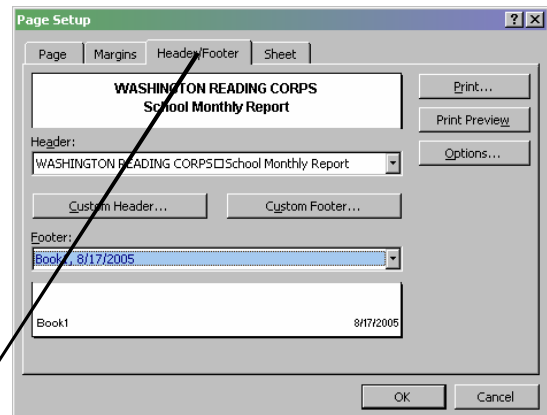 Page Setup
Page Margins Header/Footer Sheet
WASHINGTON READING CORPS
School Monthly Report
Print...
Print Preview
Options...
Header:
WASHINGTON READING CORPS□School Monthly Report
Custom Header... Custom Footer...
Footer:
Book1, 8/17/2005
Book1 8/17/2005
OK Cancel